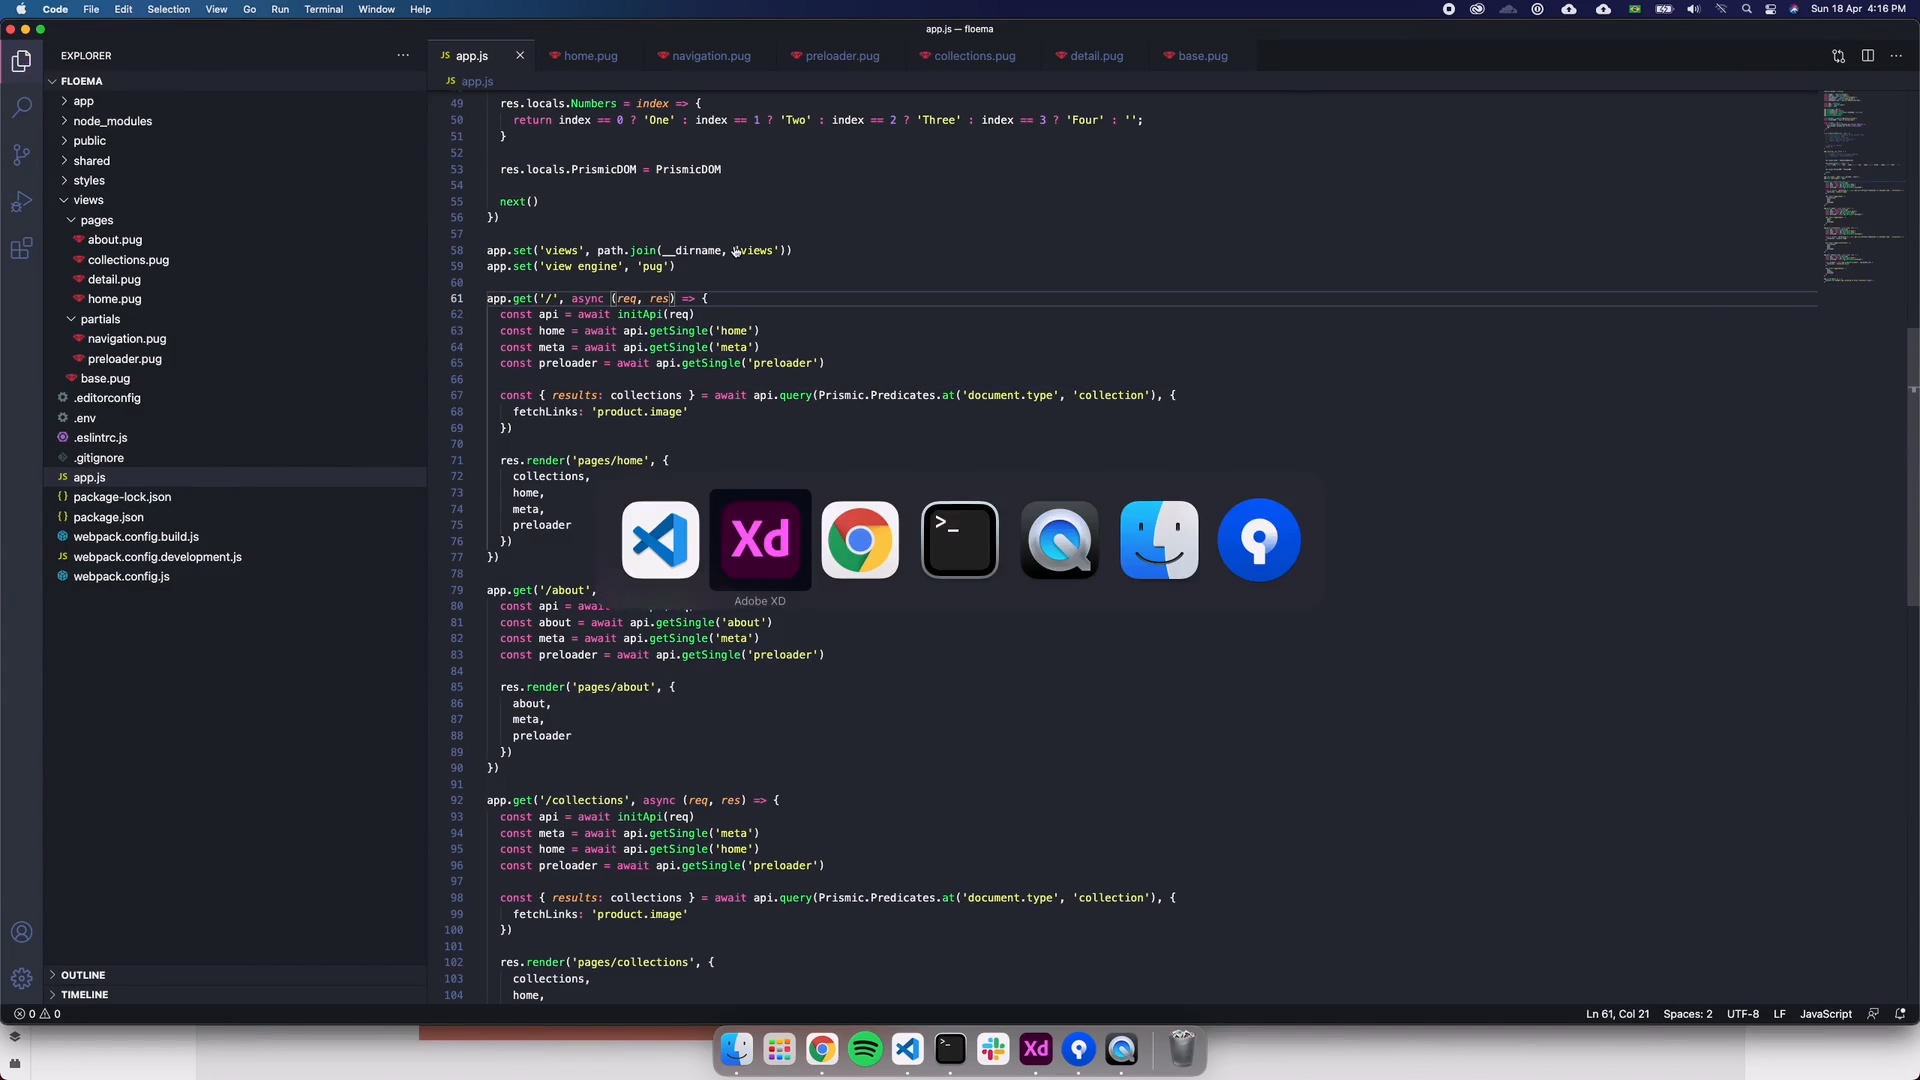 Code File Edit Selection View Go Run Terminal Window Help
Sun 18 Apr 4:16 PM
app.js — floema
EXPLORER
FLOEMA
app
node_modules
public
shared
styles
views
pages
about.pug
collections.pug
detail.pug
home.pug
partials
navigation.pug
preloader.pug
base.pug
.editorconfig
.env
.eslintrc.js
.gitignore
JS app.js
{} package-lock.json
{} package.json
webpack.config.build.js
JS webpack.config.development.js
webpack.config.js
OUTLINE
TIMELINE
JS app.js home.pug navigation.pug preloader.pug collections.pug detail.pug base.pug
JS app.js
49 res.locals.Numbers = index => {
50 return index == 0 ? 'One' : index == 1 ? 'Two' : index == 2 ? 'Three' : index == 3 ? 'Four' : '';
51 }
52
53 res.locals.PrismicDOM = PrismicDOM
54
55 next()
56 })
57
58 app.set('views', path.join(__dirname, 'views'))
59 app.set('view engine', 'pug')
60
61 app.get('/', async (req, res) => {
62 const api = await initApi(req)
63 const home = await api.getSingle('home')
64 const meta = await api.getSingle('meta')
65 const preloader = await api.getSingle('preloader')
66
67 const { results: collections } = await api.query(Prismic.Predicates.at('document.type', 'collection'), {
68 fetchLinks: 'product.image'
69 })
70
71 res.render('pages/home', {
72 collections,
73 home,
74 meta,
75 preloader
76 })
77 })
78
79 app.get('/about',
80 const api = await
81 const about = await api.getSingle('about')
82 const meta = await api.getSingle('meta')
83 const preloader = await api.getSingle('preloader')
84
85 res.render('pages/about', {
86 about,
87 meta,
88 preloader
89 })
90 })
91
92 app.get('/collections', async (req, res) => {
93 const api = await initApi(req)
94 const meta = await api.getSingle('meta')
95 const home = await api.getSingle('home')
96 const preloader = await api.getSingle('preloader')
97
98 const { results: collections } = await api.query(Prismic.Predicates.at('document.type', 'collection'), {
99 fetchLinks: 'product.image'
100 })
101
102 res.render('pages/collections', {
103 collections,
104 home,
Xd
>_
Adobe XD
0 0
Ln 61, Col 21 Spaces: 2 UTF-8 LF JavaScript
>_
Xd